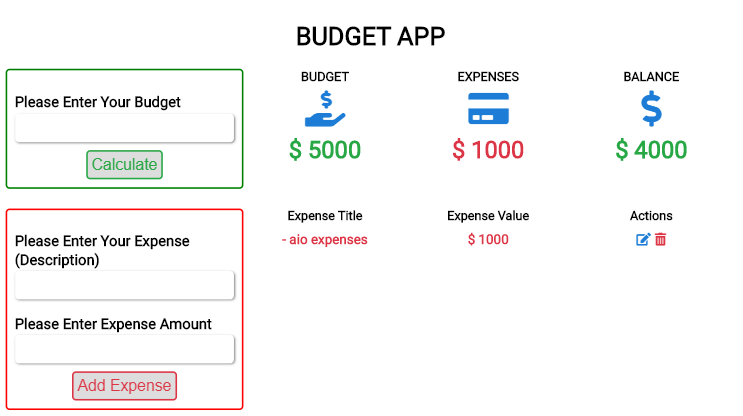 BUDGET APP
Please Enter Your Budget
Calculate
BUDGET
EXPENSES
BALANCE
$ 5000
$ 1000
$ 4000
Please Enter Your Expense
(Description)
Please Enter Expense Amount
Add Expense
Expense Title
Expense Value
Actions
- aio expenses
$ 1000